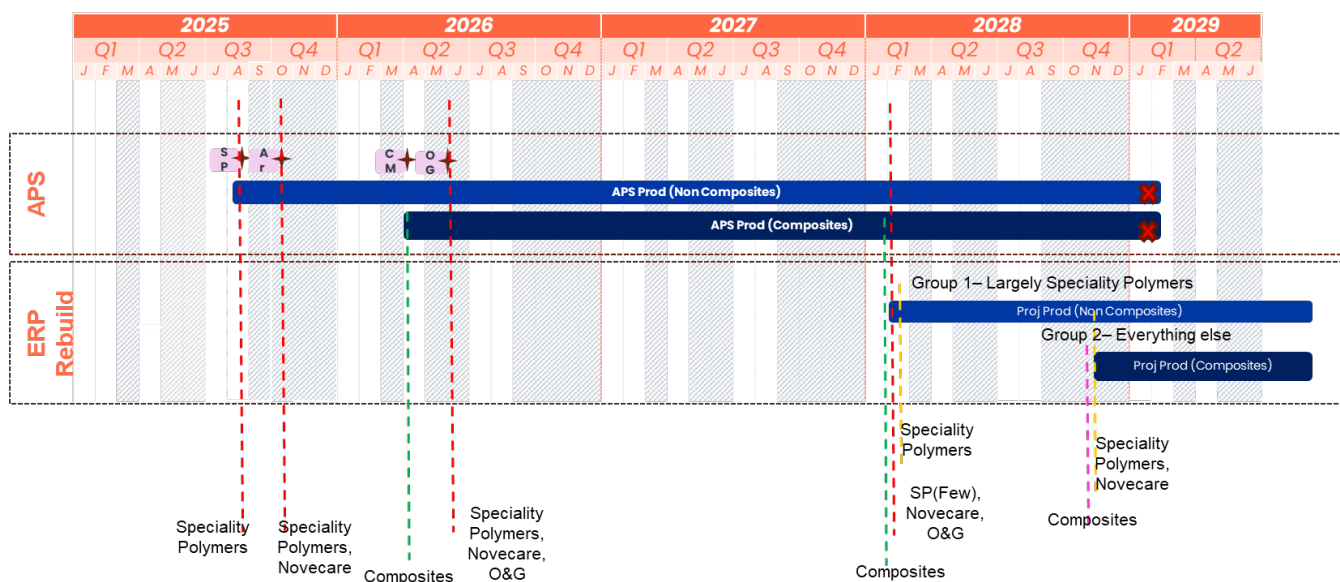 2025 2026 2027 2028 2029
Q1 Q2 Q3 Q4 Q1 Q2 Q3 Q4 Q1 Q2 Q3 Q4 Q1 Q2 Q3 Q4 Q1 Q2
J F M A M J J A S O N D J F M A M J J A S O N D J F M A M J J A S O N D J F M A M J J A S O N D J F M A M J
APS
S
P
A
r
C
M
O
G
APS Prod (Non Composites)
APS Prod (Composites)
ERP
Rebuild
Group 1– Largely Speciality Polymers
Proj Prod (Non Composites)
Group 2– Everything else
Proj Prod (Composites)
Speciality
Polymers
Speciality
Polymers,
Novecare
SP(Few),
Novecare,
O&G
Composites
Composites
Speciality
Polymers
Speciality
Polymers,
Novecare
Speciality
Polymers,
Novecare,
O&G
Composites